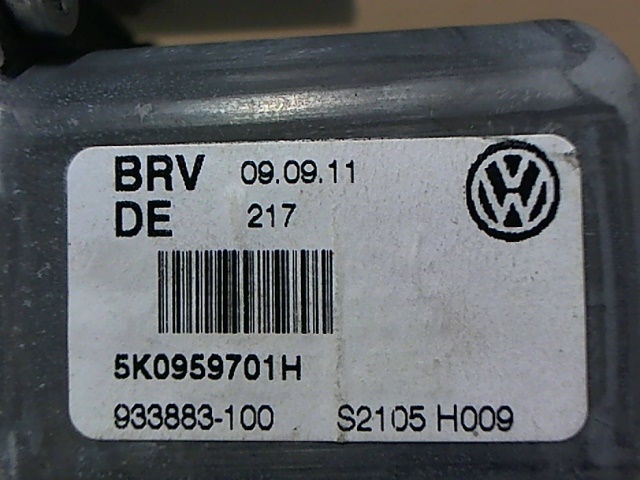 BRV 09.09.11
DE 217
5K0959701H
933883-100 S2105 H009